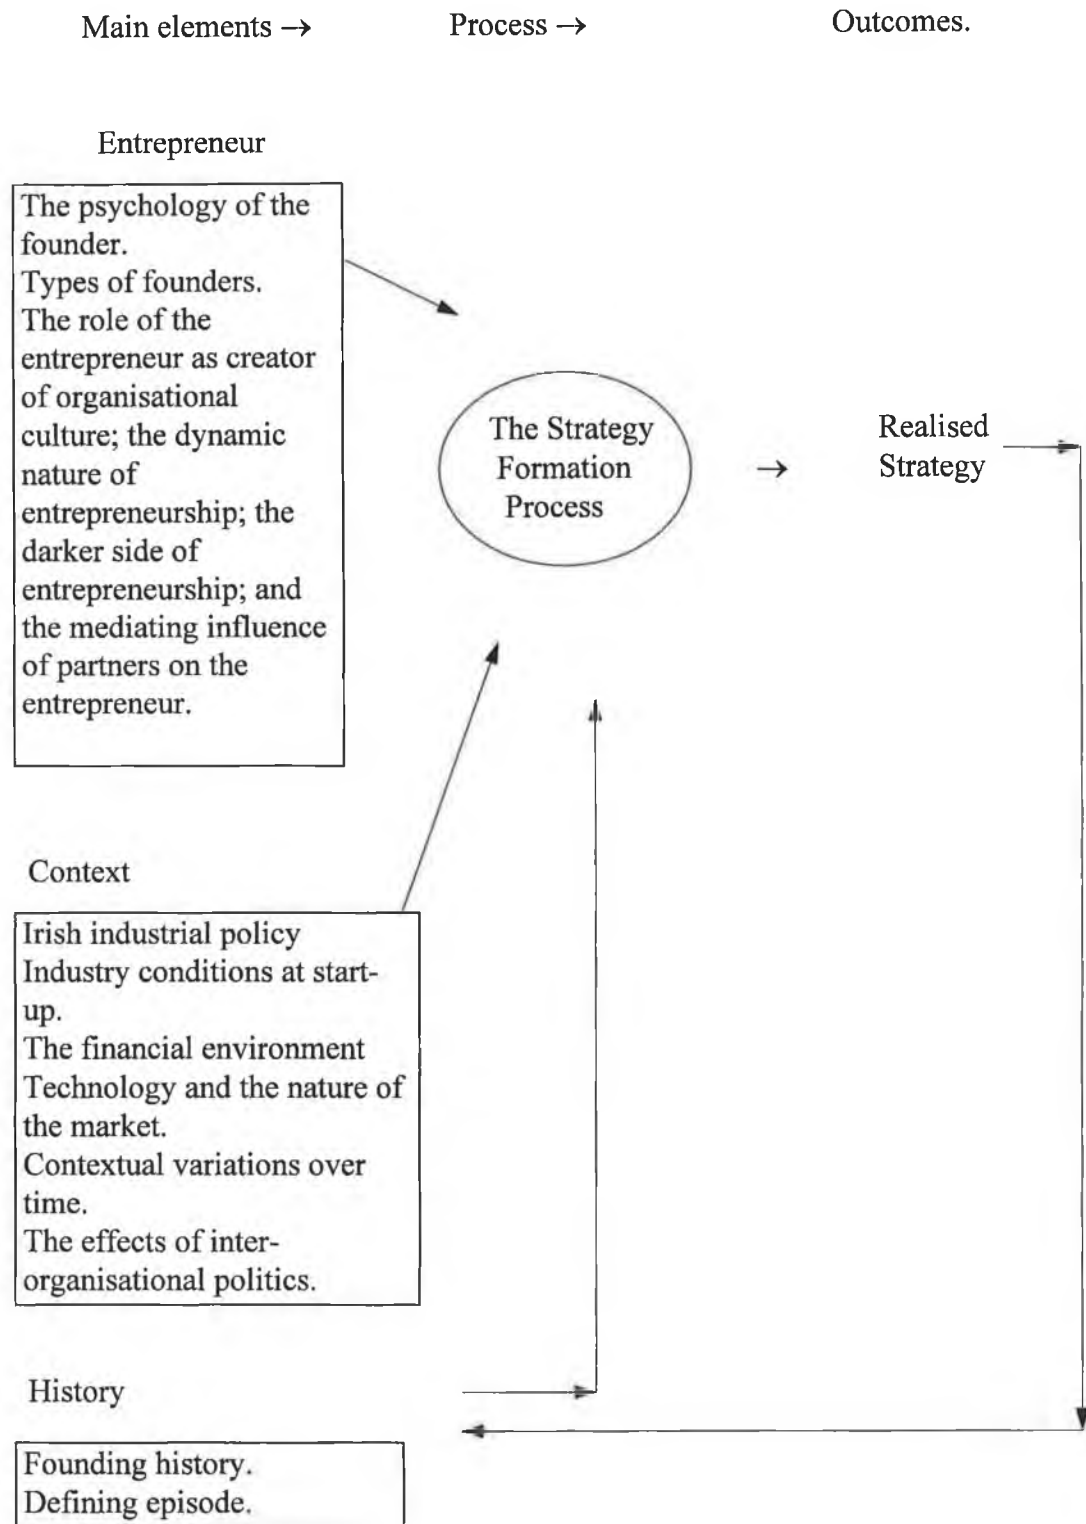 Main elements → Process → Outcomes.
Entrepreneur
The psychology of the
founder.
Types of founders.
The role of the
entrepreneur as creator
of organisational
culture; the dynamic
nature of
entrepreneurship; the
darker side of
entrepreneurship; and
the mediating influence
of partners on the
entrepreneur.
The Strategy
Formation
Process
→
Realised
Strategy
Context
Irish industrial policy
Industry conditions at start-
up.
The financial environment
Technology and the nature of
the market.
Contextual variations over
time.
The effects of inter-
organisational politics.
History
Founding history.
Defining episode.